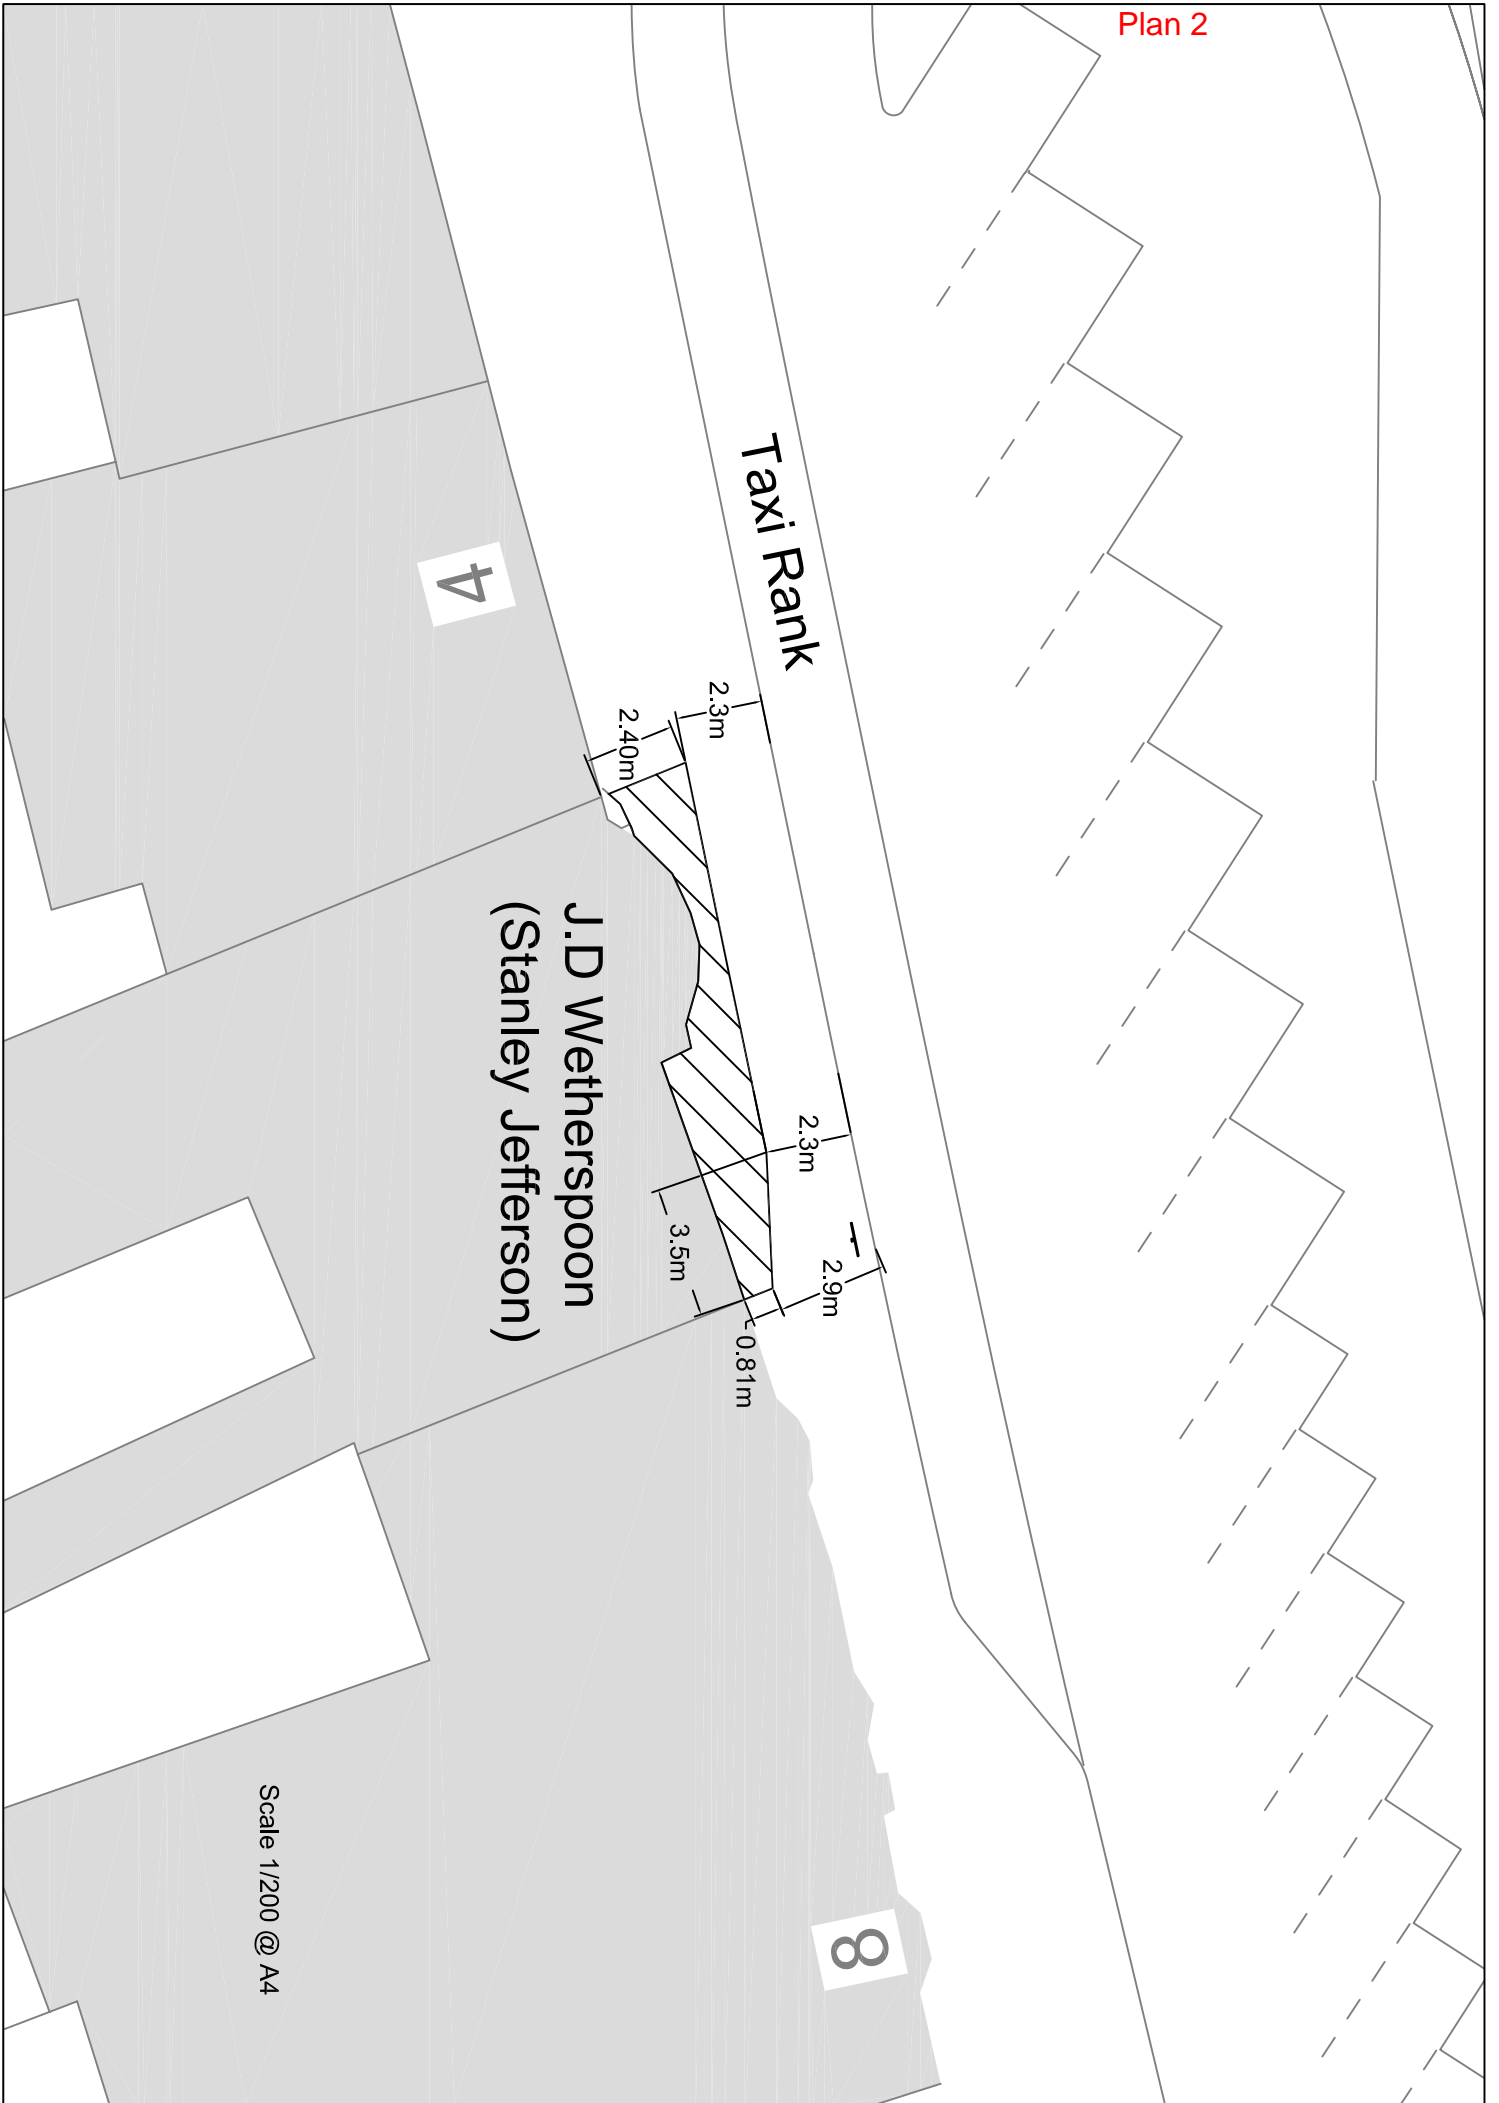 Plan 2
Taxi Rank
4
2.3m
2.40m
J.D Wetherspoon
(Stanley Jefferson)
2.3m
3.5m
2.9m
0.81m
8
Scale 1/200 @ A4